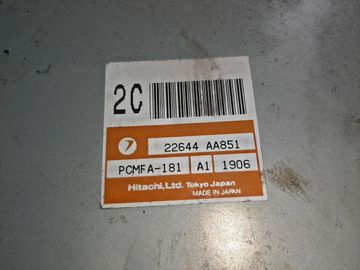 2C
22644 AA851
PCMFA-181 A1 1906
Hitachi, Ltd. Tokyo Japan
MADE IN JAPAN